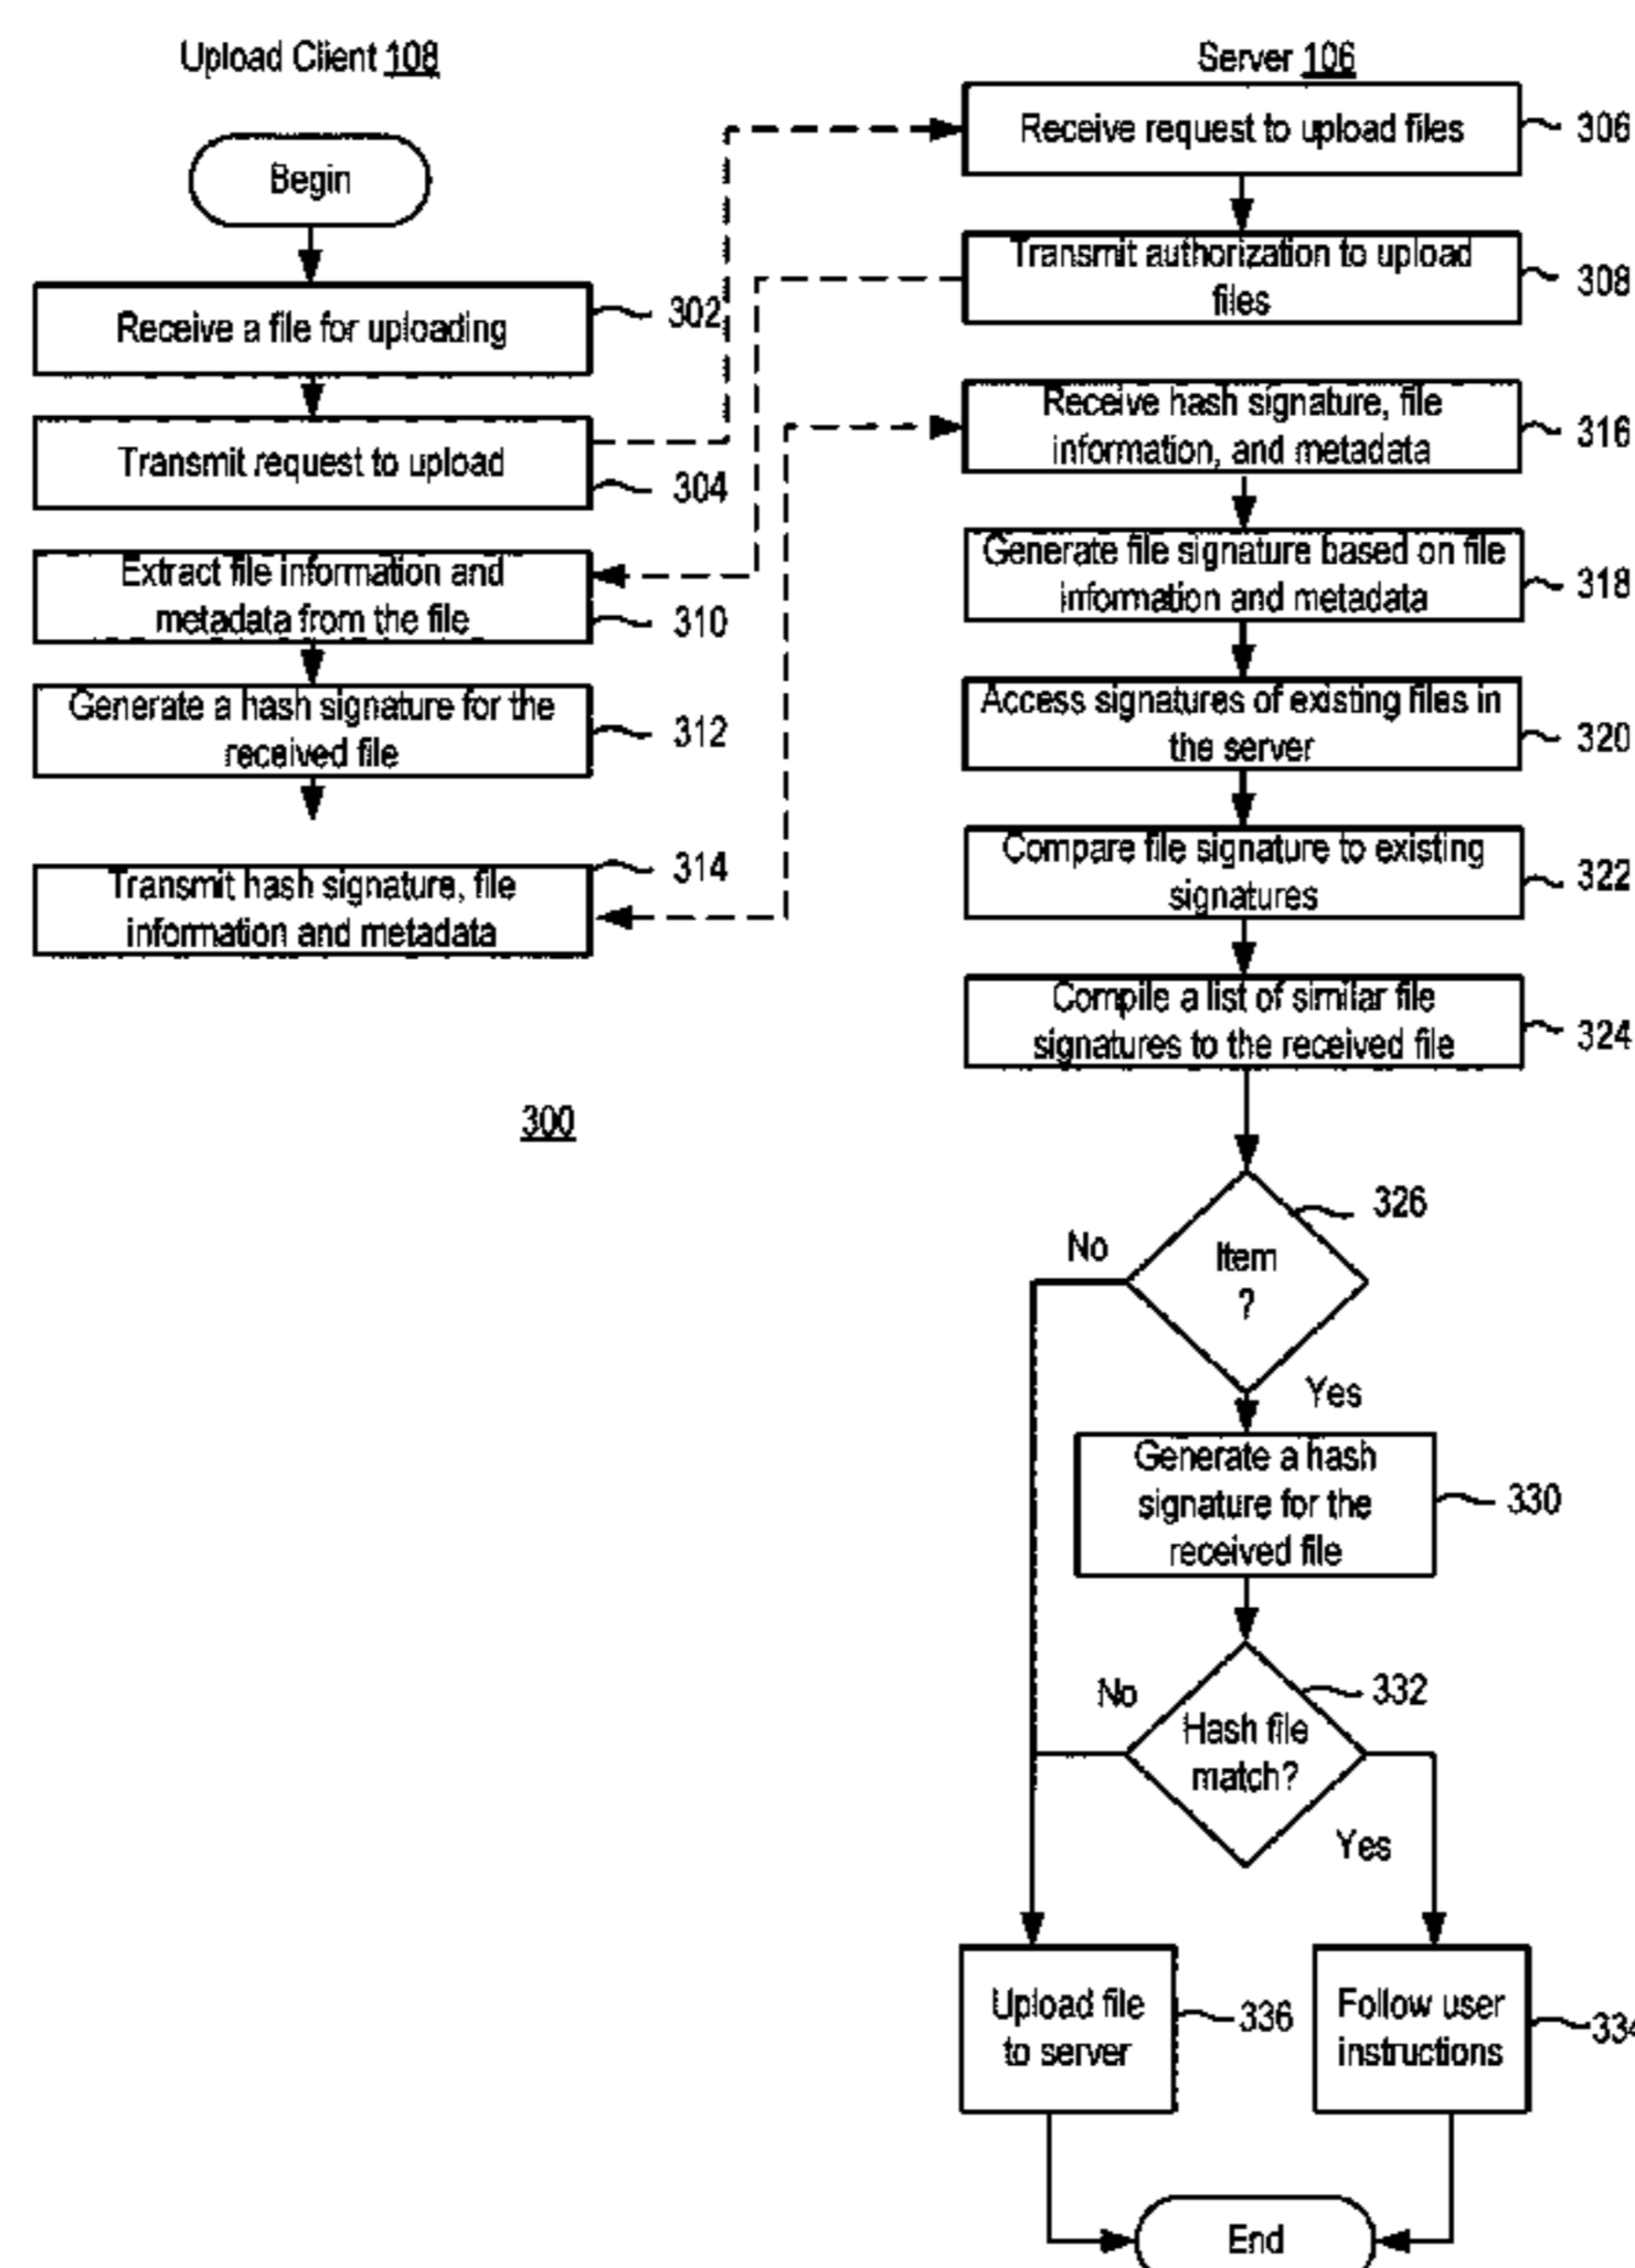 Upload Client 108
Begin
Receive a file for uploading
302
Transmit request to upload
304
Extract file information and
metadata from the file
310
Generate a hash signature for the
received file
312
Transmit hash signature, file
information and metadata
314
300
Server 106
Receive request to upload files
306
Transmit authorization to upload
files
308
Receive hash signature, file
information, and metadata
316
Generate file signature based on file
information and metadata
318
Access signatures of existing files in
the server
320
Compare file signature to existing
signatures
322
Compile a list of similar file
signatures to the received file
324
326
Item
?
No
Yes
Generate a hash
signature for the
received file
330
332
Hash file
match?
No
Yes
Upload file
to server
336
Follow user
instructions
334
End